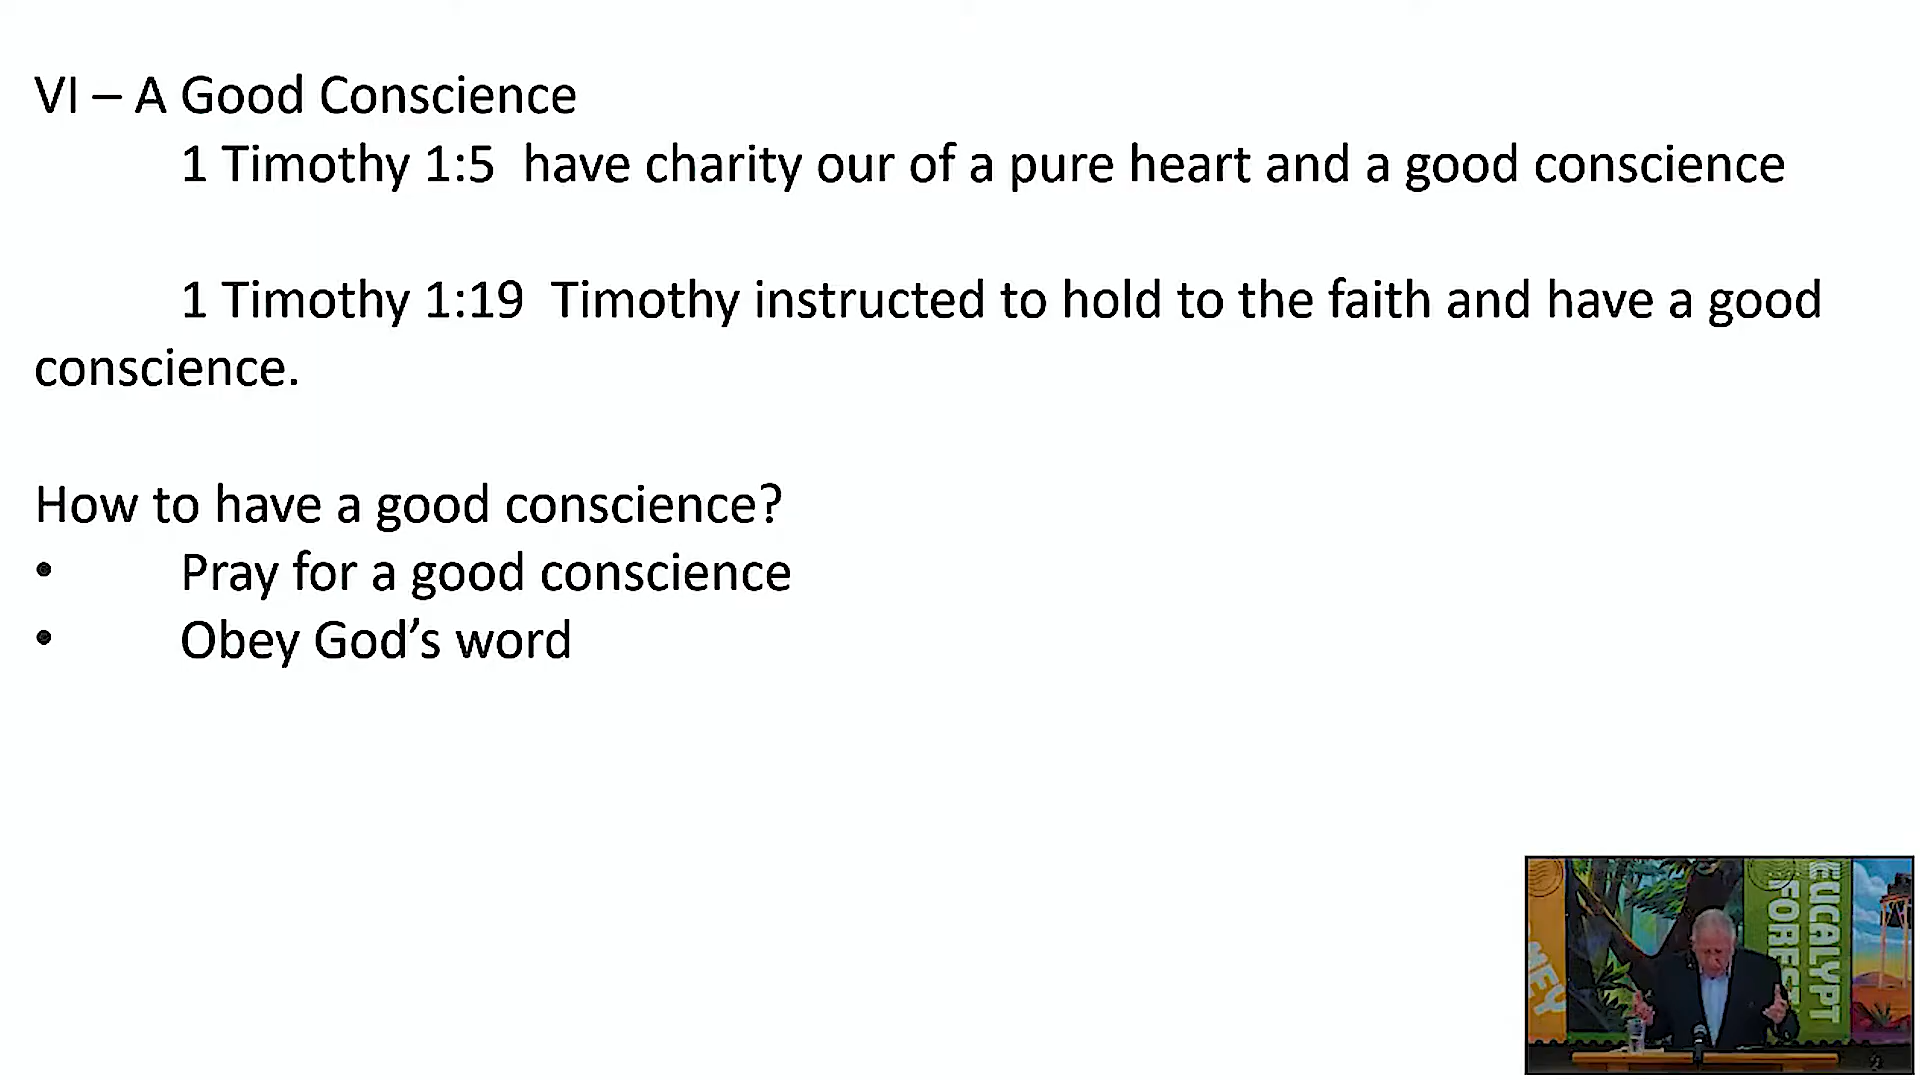 VI – A Good Conscience
1 Timothy 1:5  have charity our of a pure heart and a good conscience
1 Timothy 1:19  Timothy instructed to hold to the faith and have a good
conscience.
How to have a good conscience?
•	Pray for a good conscience
•	Obey God’s word
EUCALYPT
FOREST